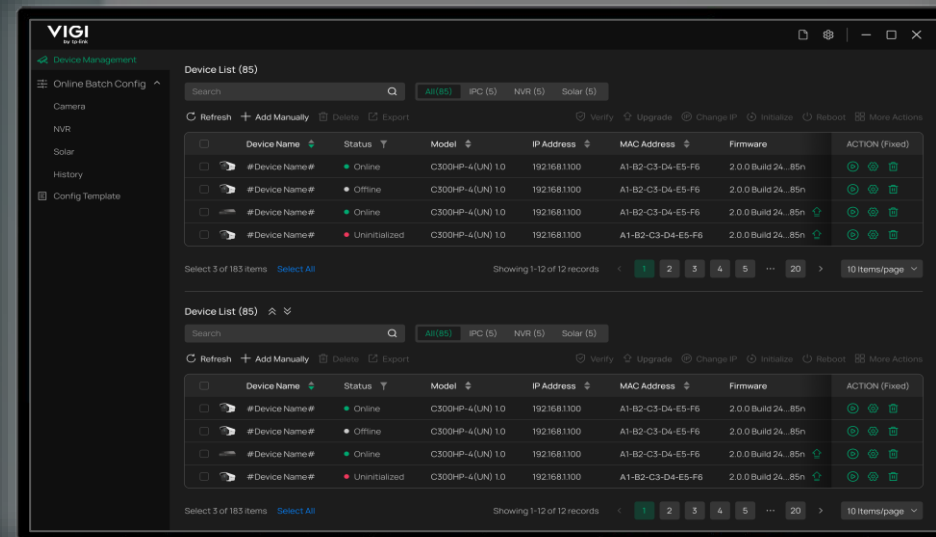 VIGI
by tp-link
Device Management
Online Batch Config
Camera
NVR
Solar
History
Config Template
Device List (85)
Search
All(85) IPC (5) NVR (5) Solar (5)
Refresh Add Manually Delete Export Verify Upgrade Change IP Initialize Reboot More Actions
Device Name Status Model IP Address MAC Address Firmware ACTION (Fixed)
#Device Name# Online C300HP-4(UN) 1.0 192.168.1.100 A1-B2-C3-D4-E5-F6 2.0.0 Build 24...85n
#Device Name# Offline C300HP-4(UN) 1.0 192.168.1.100 A1-B2-C3-D4-E5-F6 2.0.0 Build 24...85n
#Device Name# Online C300HP-4(UN) 1.0 192.168.1.100 A1-B2-C3-D4-E5-F6 2.0.0 Build 24...85n
#Device Name# Uninitialized C300HP-4(UN) 1.0 192.168.1.100 A1-B2-C3-D4-E5-F6 2.0.0 Build 24...85n
Select 3 of 183 items Select All Showing 1-12 of 12 records < 1 2 3 4 5 ... 20 > 10 Items/page
Device List (85)
Search
All(85) IPC (5) NVR (5) Solar (5)
Refresh Add Manually Delete Export Verify Upgrade Change IP Initialize Reboot More Actions
Device Name Status Model IP Address MAC Address Firmware ACTION (Fixed)
#Device Name# Online C300HP-4(UN) 1.0 192.168.1.100 A1-B2-C3-D4-E5-F6 2.0.0 Build 24...85n
#Device Name# Offline C300HP-4(UN) 1.0 192.168.1.100 A1-B2-C3-D4-E5-F6 2.0.0 Build 24...85n
#Device Name# Online C300HP-4(UN) 1.0 192.168.1.100 A1-B2-C3-D4-E5-F6 2.0.0 Build 24...85n
#Device Name# Uninitialized C300HP-4(UN) 1.0 192.168.1.100 A1-B2-C3-D4-E5-F6 2.0.0 Build 24...85n
Select 3 of 183 items Select All Showing 1-12 of 12 records < 1 2 3 4 5 ... 20 > 10 Items/page